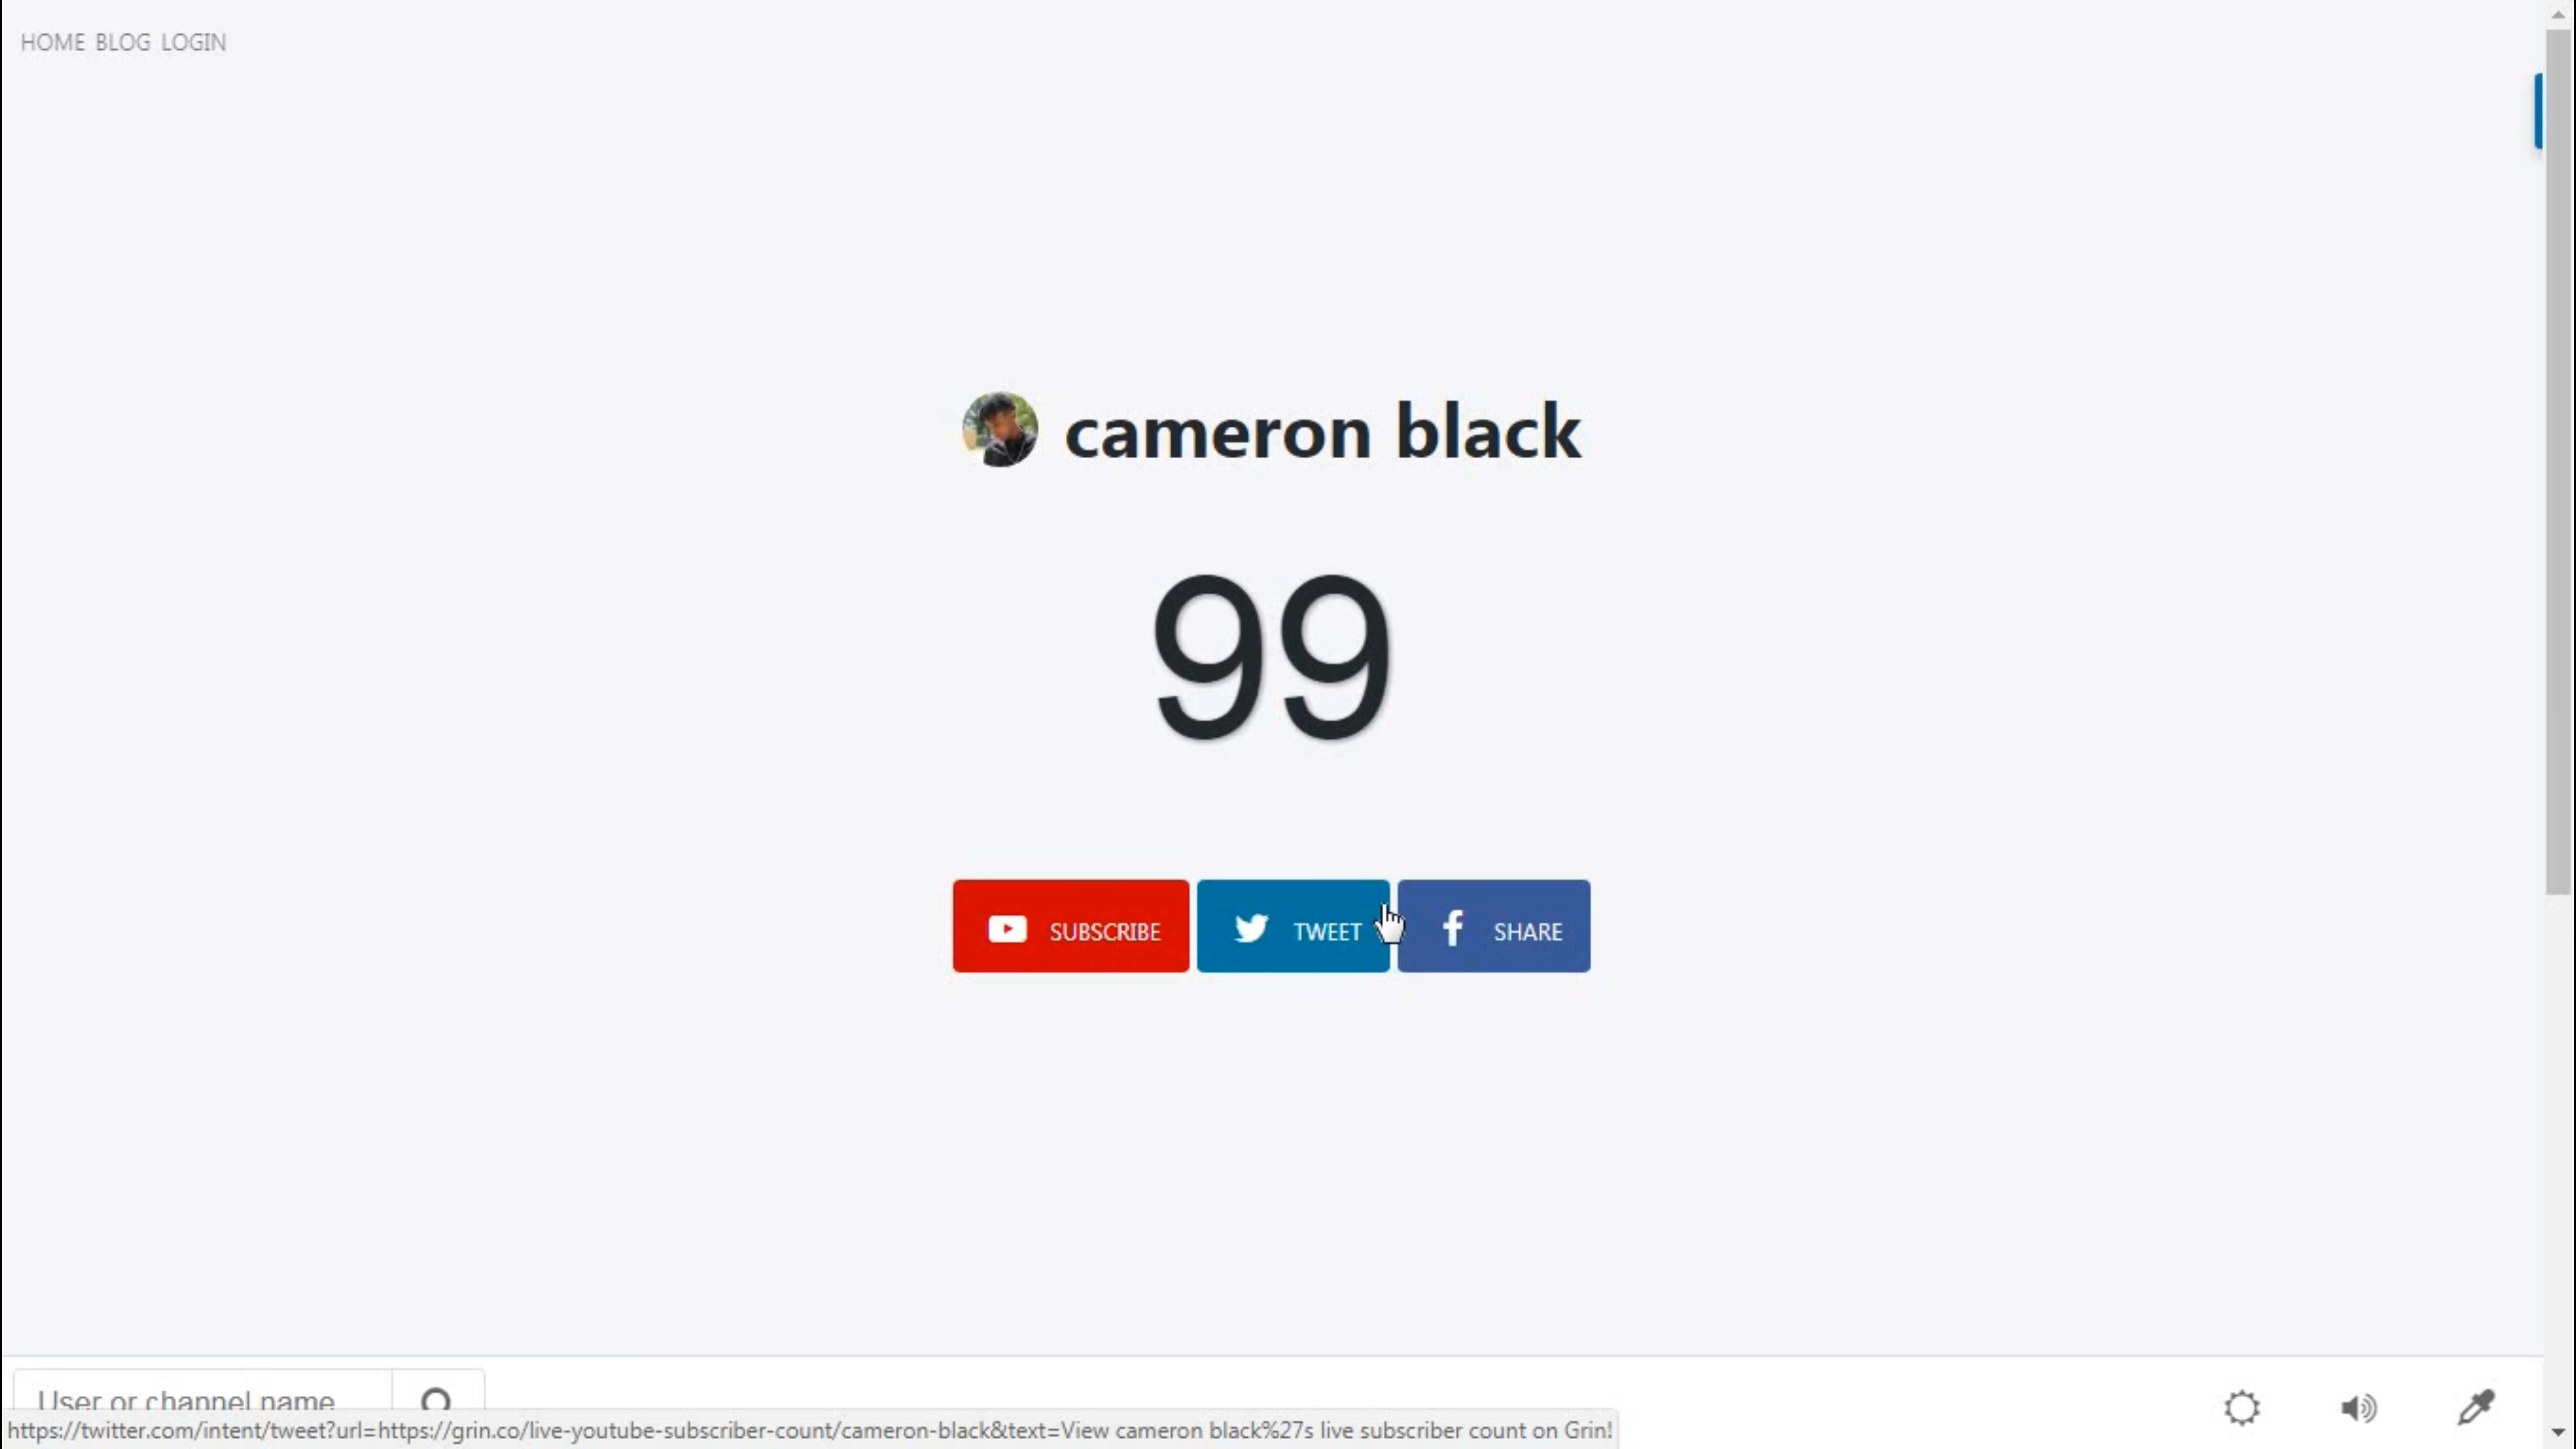 HOME BLOG LOGIN
cameron black
99
SUBSCRIBE TWEET SHARE
User or channel name
https://twitter.com/intent/tweet?url=https://grin.co/live-youtube-subscriber-count/cameron-black&text=View cameron black%27s live subscriber count on Grin!